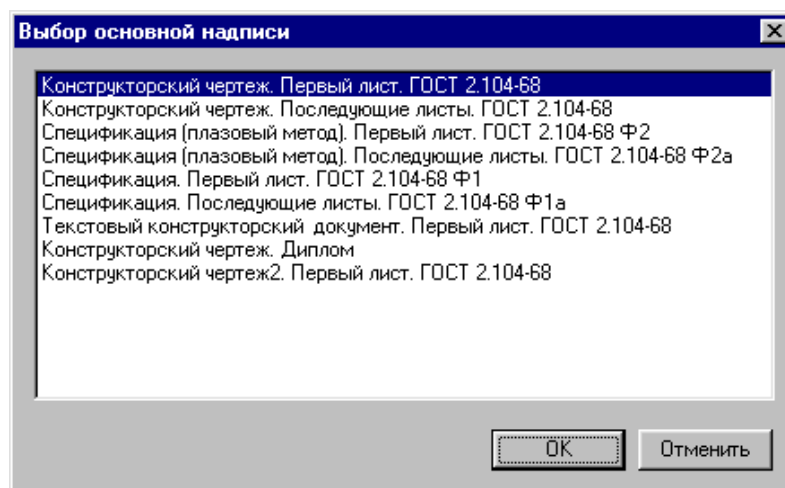 Выбор основной надписи
Конструкторский чертеж. Первый лист. ГОСТ 2.104-68
Конструкторский чертеж. Последующие листы. ГОСТ 2.104-68
Спецификация (плазовый метод). Первый лист. ГОСТ 2.104-68 Ф2
Спецификация (плазовый метод). Последующие листы. ГОСТ 2.104-68 Ф2а
Спецификация. Первый лист. ГОСТ 2.104-68 Ф1
Спецификация. Последующие листы. ГОСТ 2.104-68 Ф1а
Текстовый конструкторский документ. Первый лист. ГОСТ 2.104-68
Конструкторский чертеж. Диплом
Конструкторский чертеж2. Первый лист. ГОСТ 2.104-68
OK Отменить